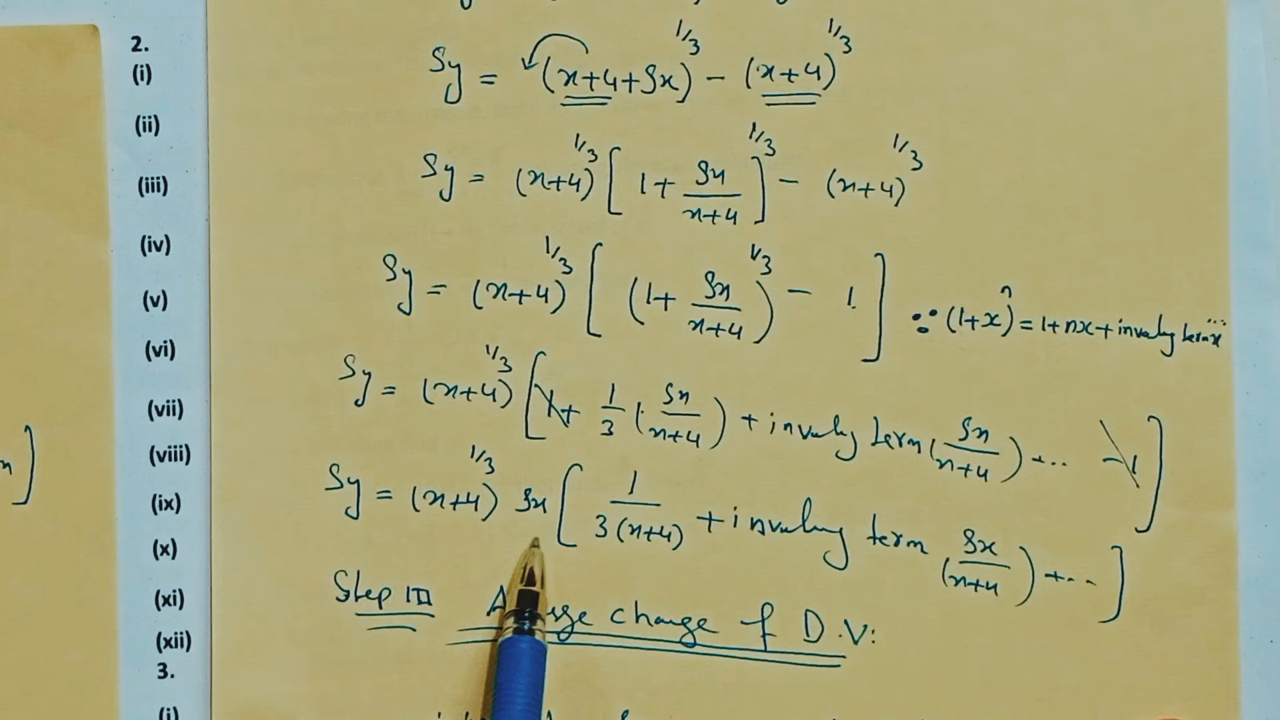 2.
(i)
(ii)
(iii)
(iv)
(v)
(vi)
(vii)
(viii)
(ix)
(x)
(xi)
(xii)
3.
(i)
δy = (x+4+δx)^1/3 - (x+4)^1/3
δy = (x+4)^1/3 [1 + δx/(x+4)]^1/3 - (x+4)^1/3
δy = (x+4)^1/3 [(1 + δx/(x+4))^1/3 - 1] ∵ (1+x)^n = 1+nx+involving term x...
δy = (x+4)^1/3 [1 + 1/3 (δx/(x+4)) + involving term (δx/(x+4)) + ... -1]
δy = (x+4)^1/3 δx [1/3(x+4) + involving term (δx/(x+4)) + ...]
Step III change of D.V: